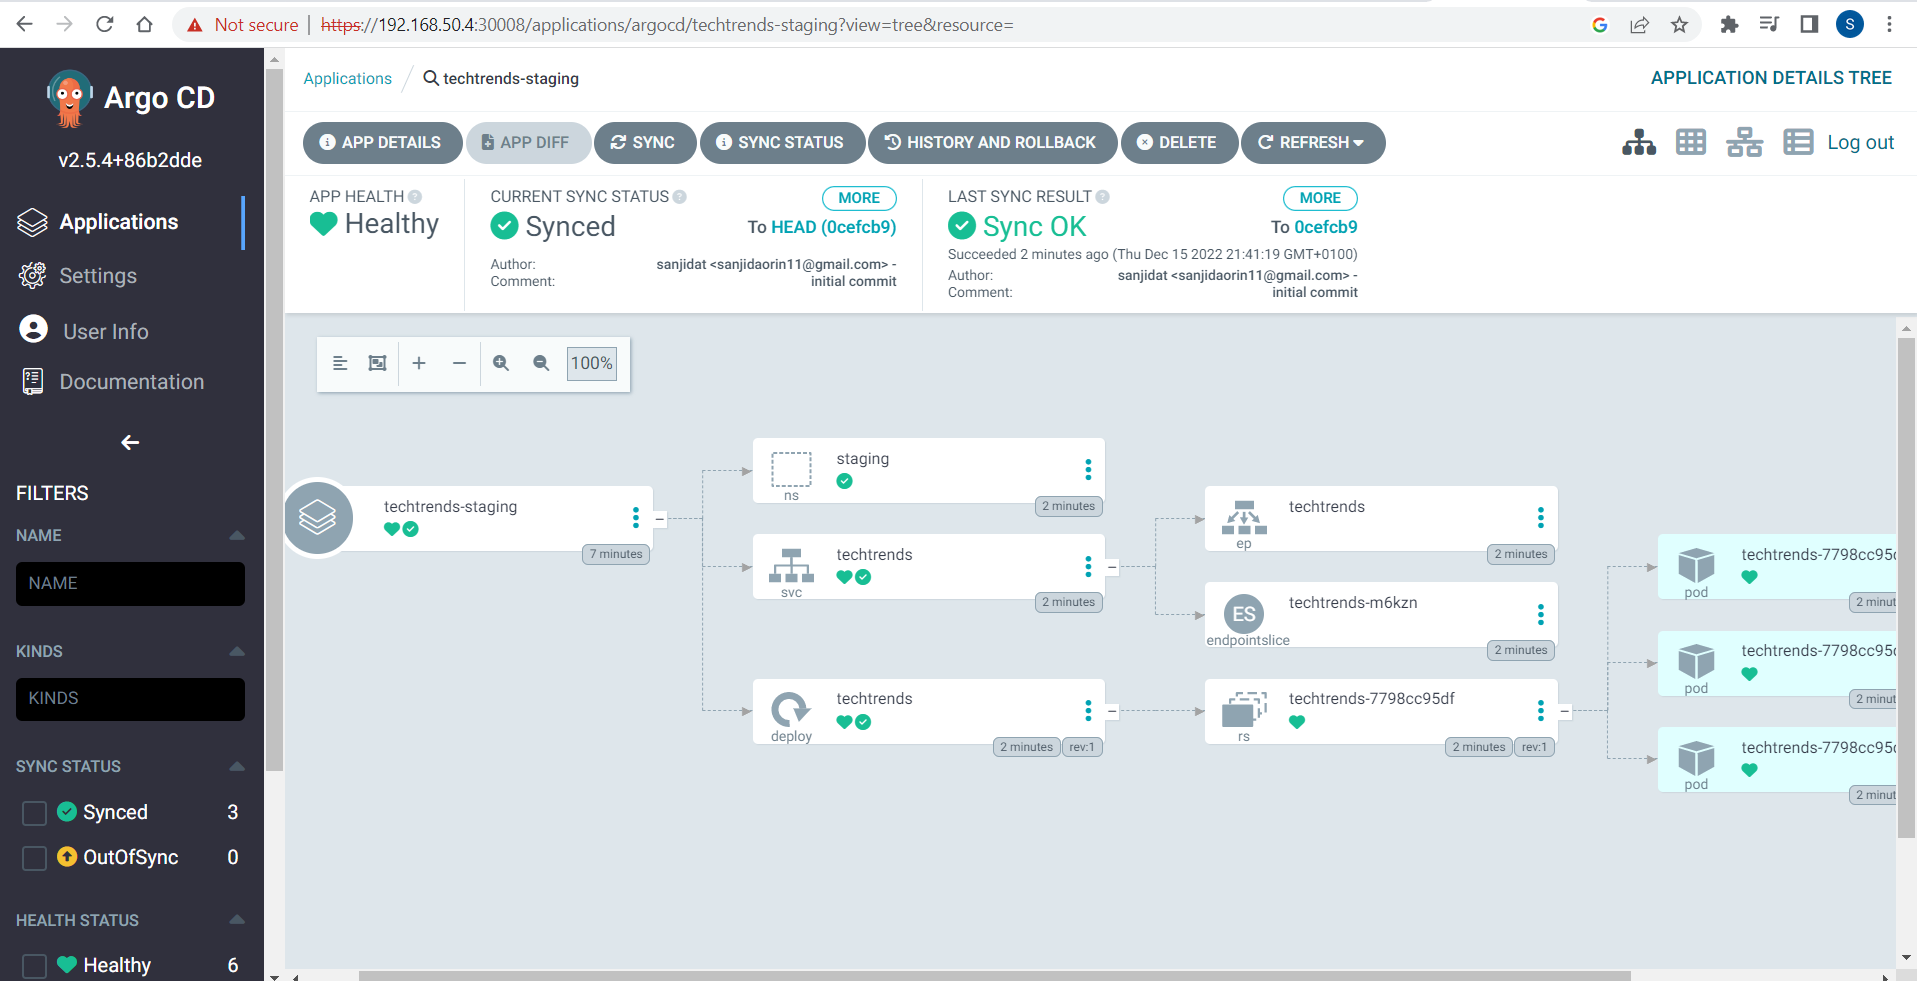 Not secure | https://192.168.50.4:30008/applications/argocd/techtrends-staging?view=tree&resource=
S
Argo CD
v2.5.4+86b2dde
Applications
Settings
User Info
Documentation
FILTERS
NAME
NAME
KINDS
KINDS
SYNC STATUS
Synced 3
OutOfSync 0
HEALTH STATUS
Healthy 6
Applications / techtrends-staging
APPLICATION DETAILS TREE
APP DETAILS
APP DIFF
SYNC
SYNC STATUS
HISTORY AND ROLLBACK
DELETE
REFRESH
Log out
APP HEALTH
Healthy
CURRENT SYNC STATUS
MORE
Synced
To HEAD (0cefcb9)
Author: sanjidat <sanjidaorin11@gmail.com> -
Comment: initial commit
LAST SYNC RESULT
MORE
Sync OK
To 0cefcb9
Succeeded 2 minutes ago (Thu Dec 15 2022 21:41:19 GMT+0100)
Author: sanjidat <sanjidaorin11@gmail.com> -
Comment: initial commit
100%
techtrends-staging
7 minutes
staging
ns
2 minutes
techtrends
svc
2 minutes
techtrends
deploy
2 minutes rev:1
techtrends
ep
2 minutes
ES
techtrends-m6kzn
endpointslice
2 minutes
techtrends-7798cc95df
rs
2 minutes rev:1
techtrends-7798cc95
pod
2 minut
techtrends-7798cc95
pod
2 minut
techtrends-7798cc95
pod
2 minut